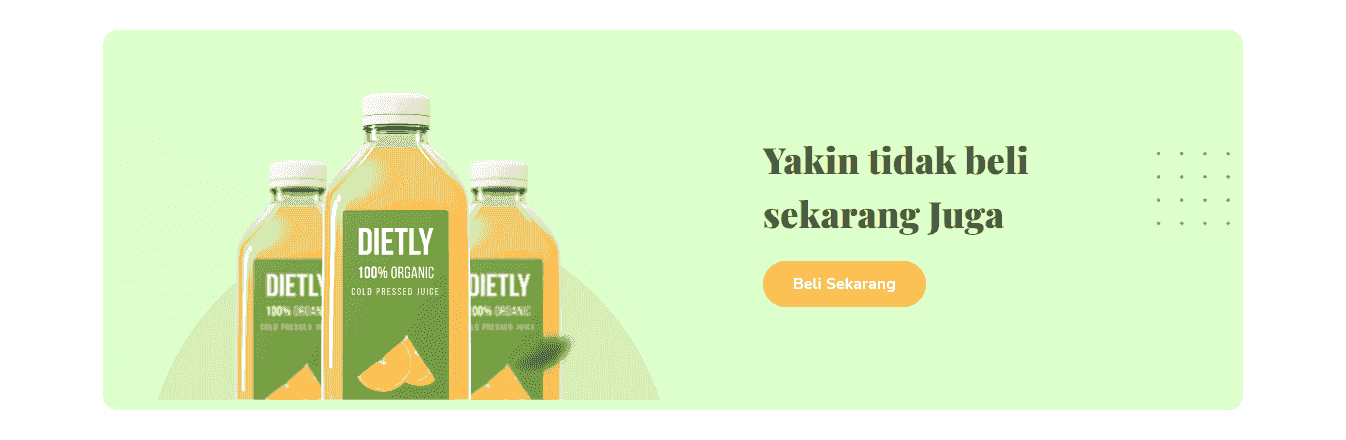 DIETLY
100% ORGANIC
COLD PRESSED JUICE
DIETLY
100% ORGANIC
COLD PRESSED
DIETLY
100% ORGANIC
COLD PRESSED JUICE
Yakin tidak beli
sekarang Juga
Beli Sekarang